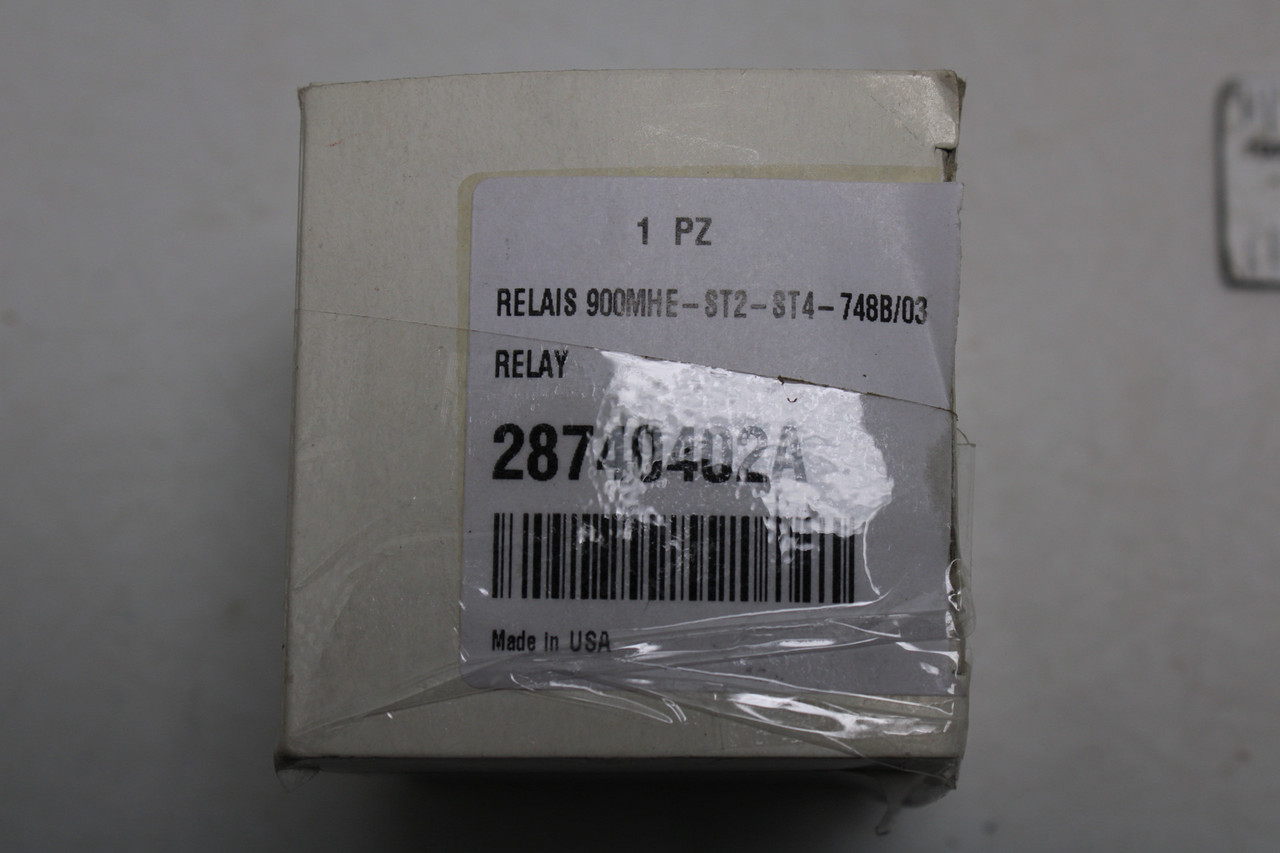 1 PZ
RELAIS 900MHE-ST2-ST4-748B/03
RELAY
28740402A
Made in USA